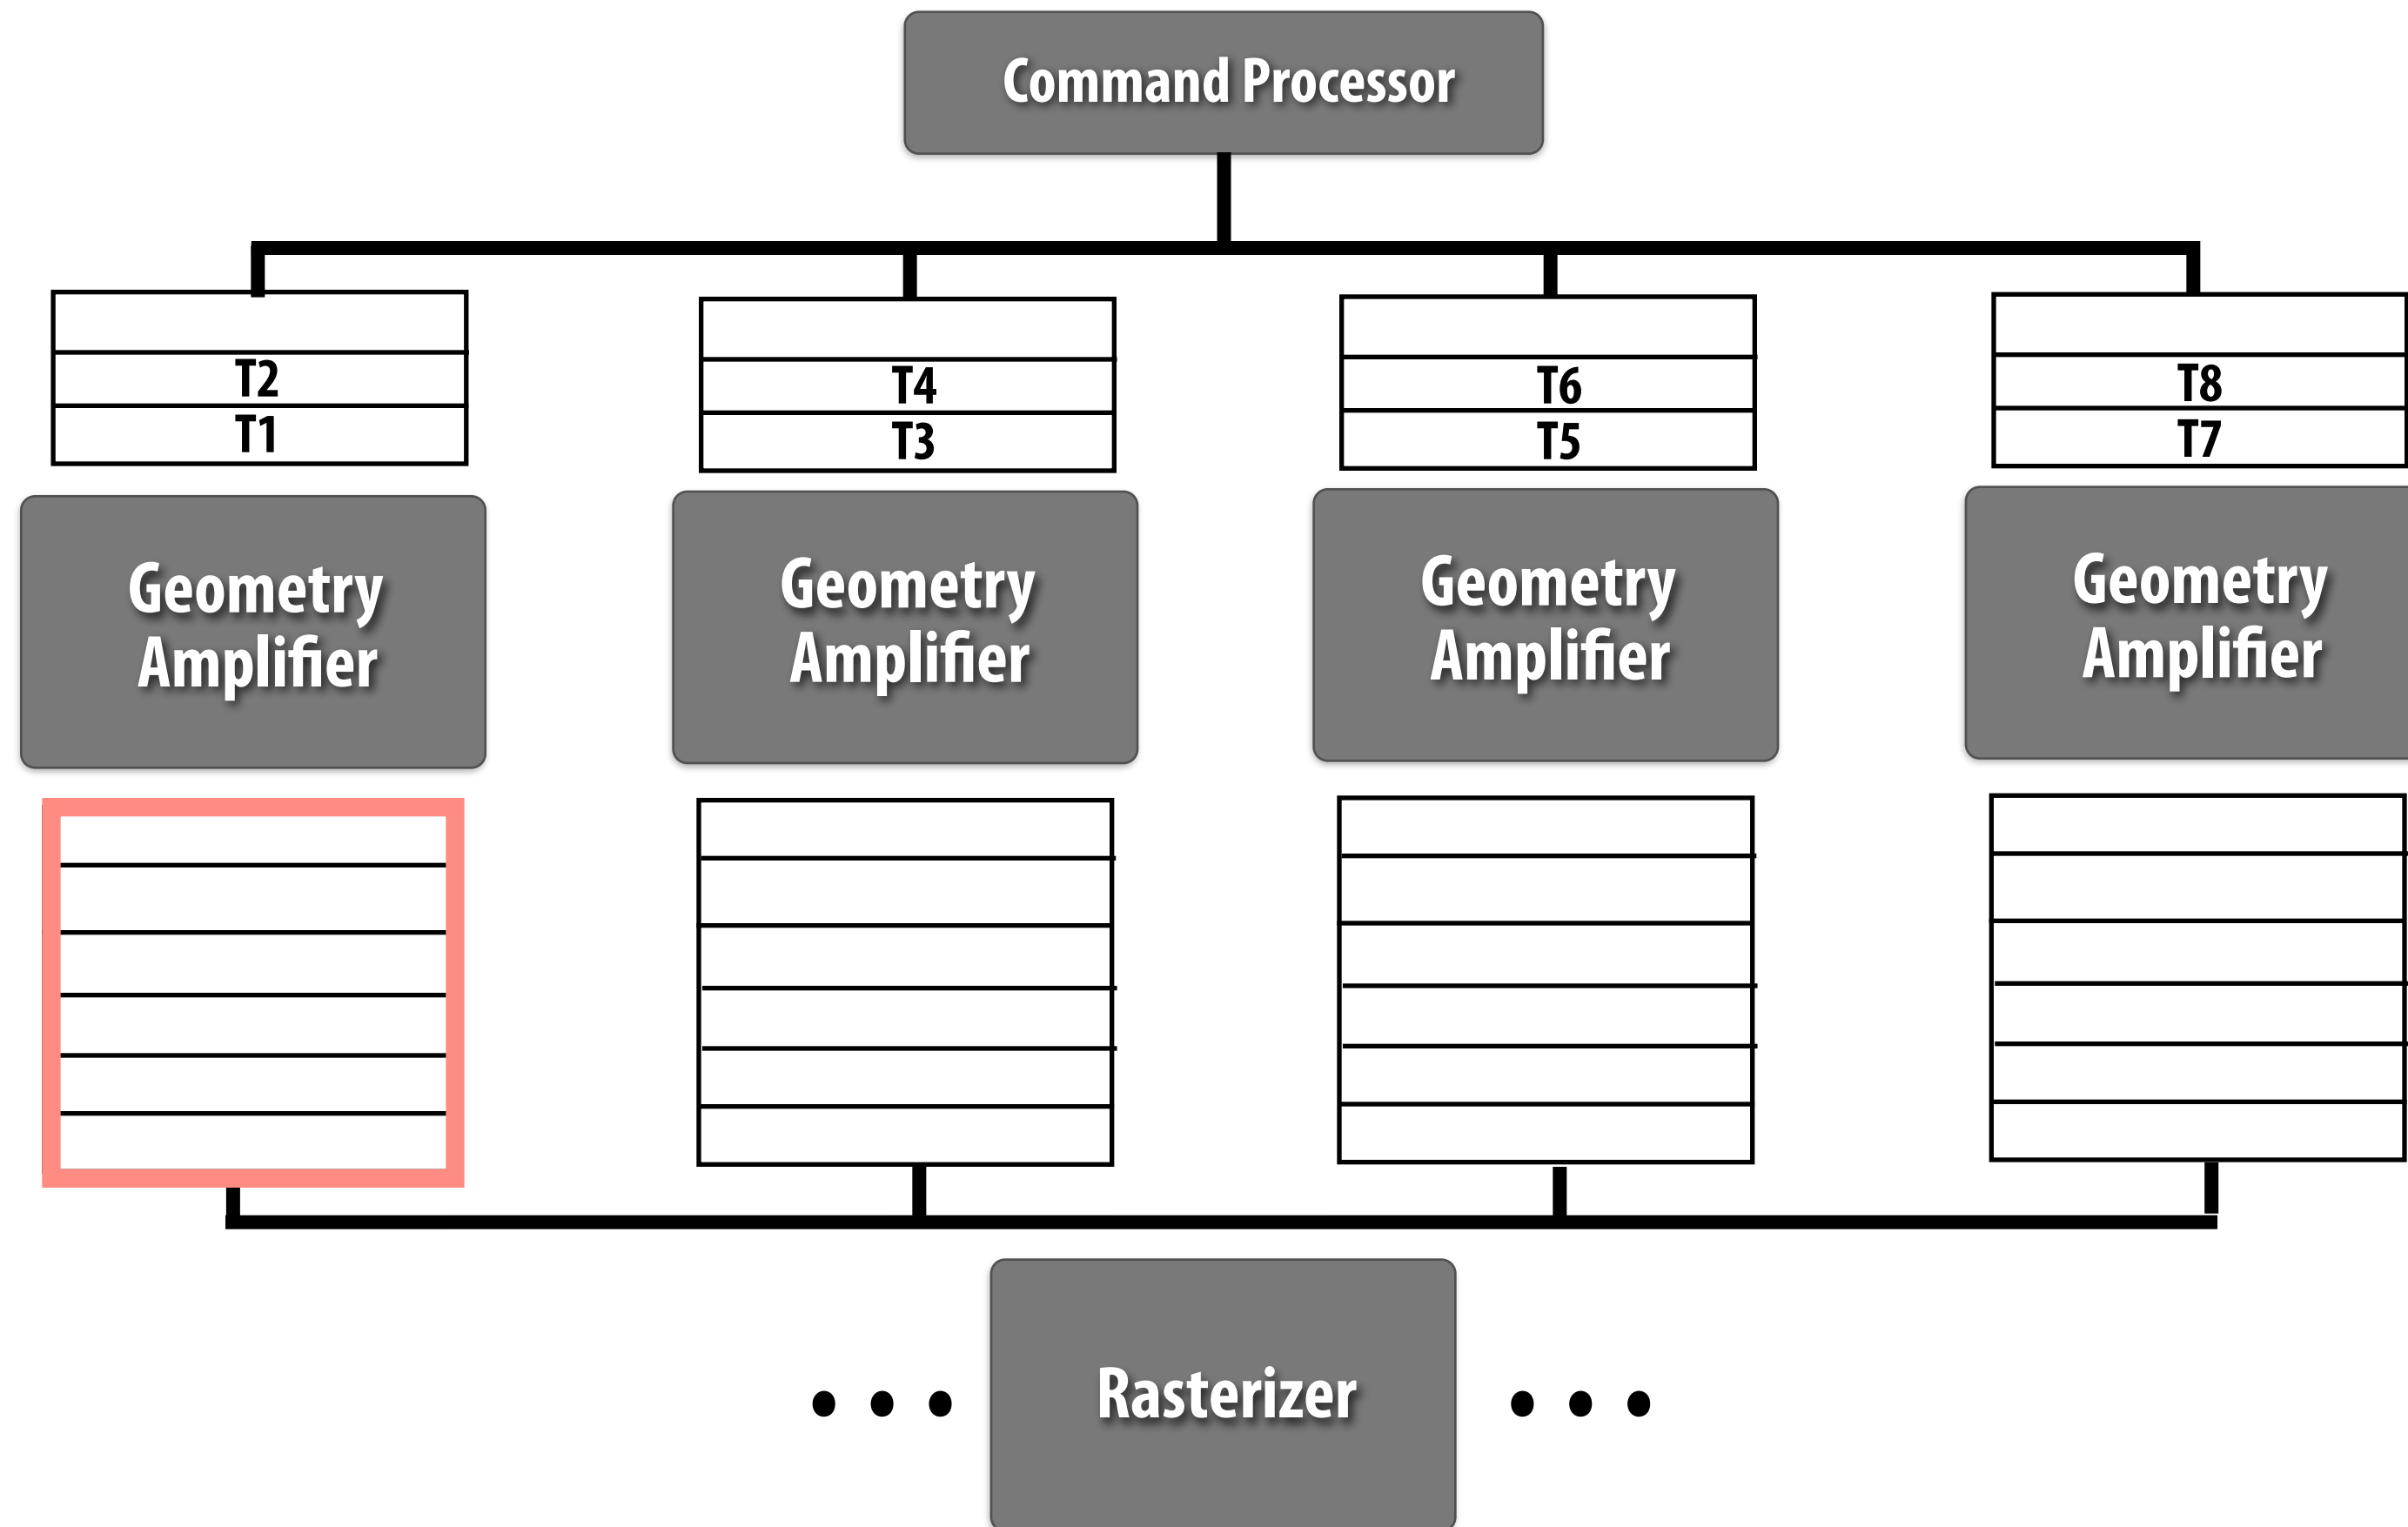 Command Processor
T2
T1
T4
T3
T6
T5
T8
T7
Geometry
Amplifier
Geometry
Amplifier
Geometry
Amplifier
Geometry
Amplifier
Rasterizer